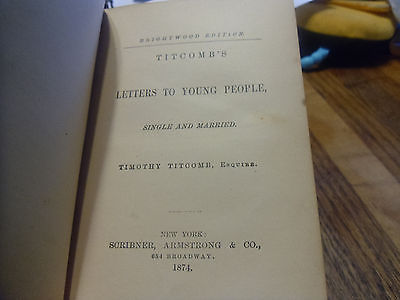 BRIGHTWOOD EDITION
TITCOMB'S
LETTERS TO YOUNG PEOPLE,
SINGLE AND MARRIED.
TIMOTHY TITCOMB, ESQUIRE.
NEW YORK:
SCRIBNER, ARMSTRONG & CO.,
654 BROADWAY.
1874.